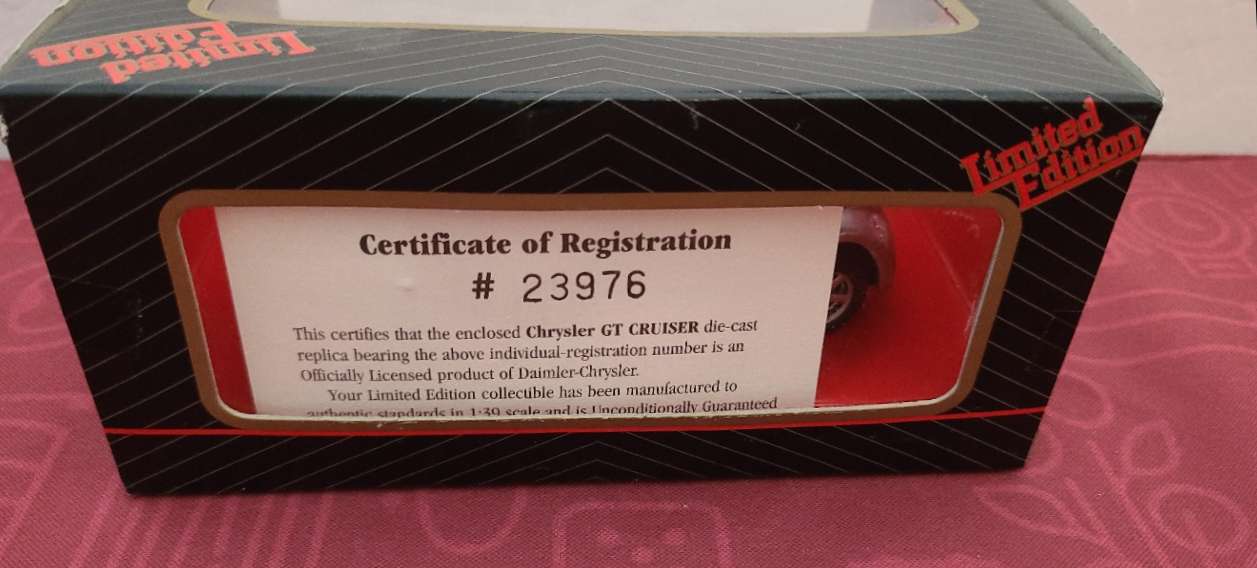 Limited
Edition
Limited
Edition
Certificate of Registration
# 23976
This certifies that the enclosed Chrysler GT CRUISER die-cast
replica bearing the above individual-registration number is an
Officially Licensed product of Daimler-Chrysler.
Your Limited Edition collectible has been manufactured to
authentic standards in 1:39 scale and is Unconditionally Guaranteed